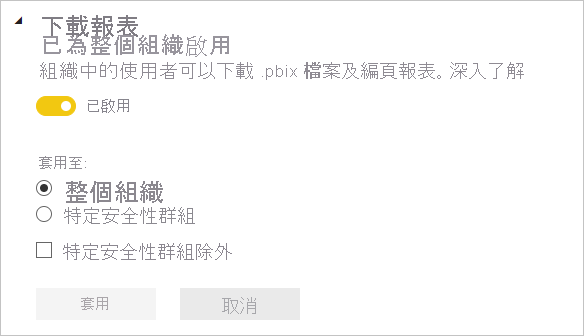 下載報表
已為整個組織啟用
組織中的使用者可以下載 .pbix 檔案及編頁報表。深入了解
已啟用
套用至:
整個組織
特定安全性群組
特定安全性群組除外
套用
取消